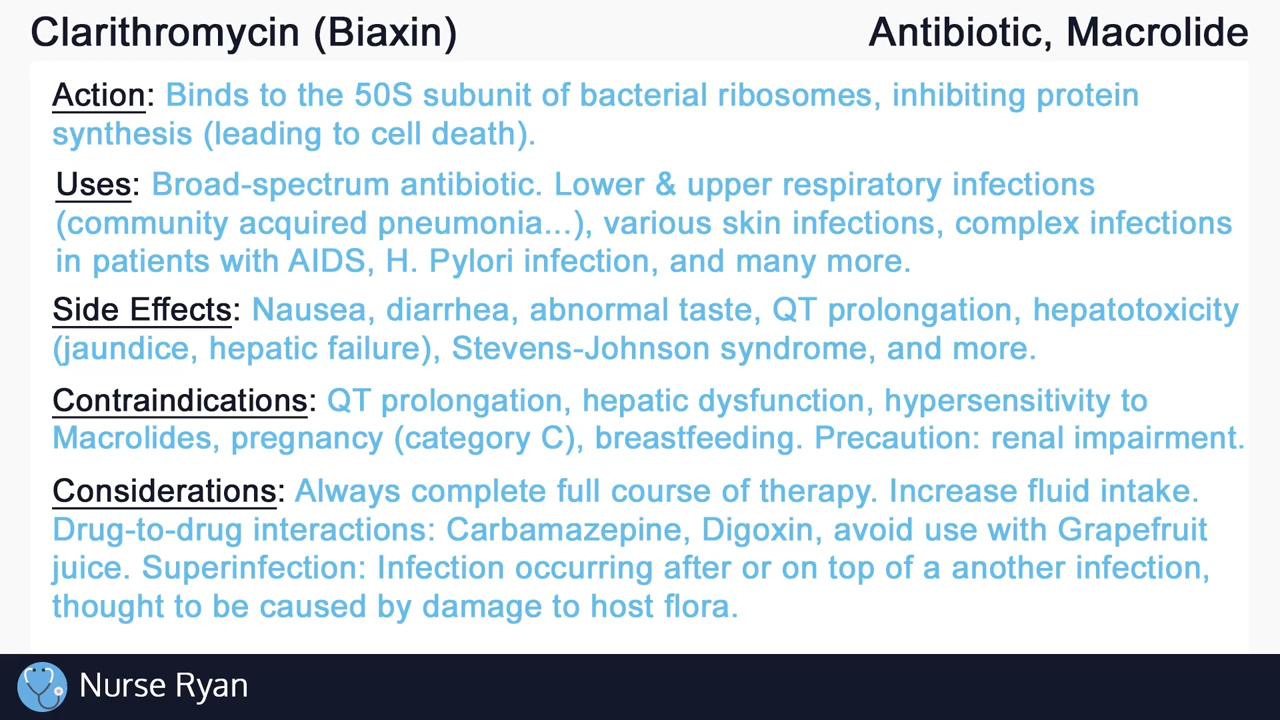 Clarithromycin (Biaxin)
Antibiotic, Macrolide
Action: Binds to the 50S subunit of bacterial ribosomes, inhibiting protein
synthesis (leading to cell death).
Uses: Broad-spectrum antibiotic. Lower & upper respiratory infections
(community acquired pneumonia...), various skin infections, complex infections
in patients with AIDS, H. Pylori infection, and many more.
Side Effects: Nausea, diarrhea, abnormal taste, QT prolongation, hepatotoxicity
(jaundice, hepatic failure), Stevens-Johnson syndrome, and more.
Contraindications: QT prolongation, hepatic dysfunction, hypersensitivity to
Macrolides, pregnancy (category C), breastfeeding. Precaution: renal impairment.
Considerations: Always complete full course of therapy. Increase fluid intake.
Drug-to-drug interactions: Carbamazepine, Digoxin, avoid use with Grapefruit
juice. Superinfection: Infection occurring after or on top of a another infection,
thought to be caused by damage to host flora.
Nurse Ryan